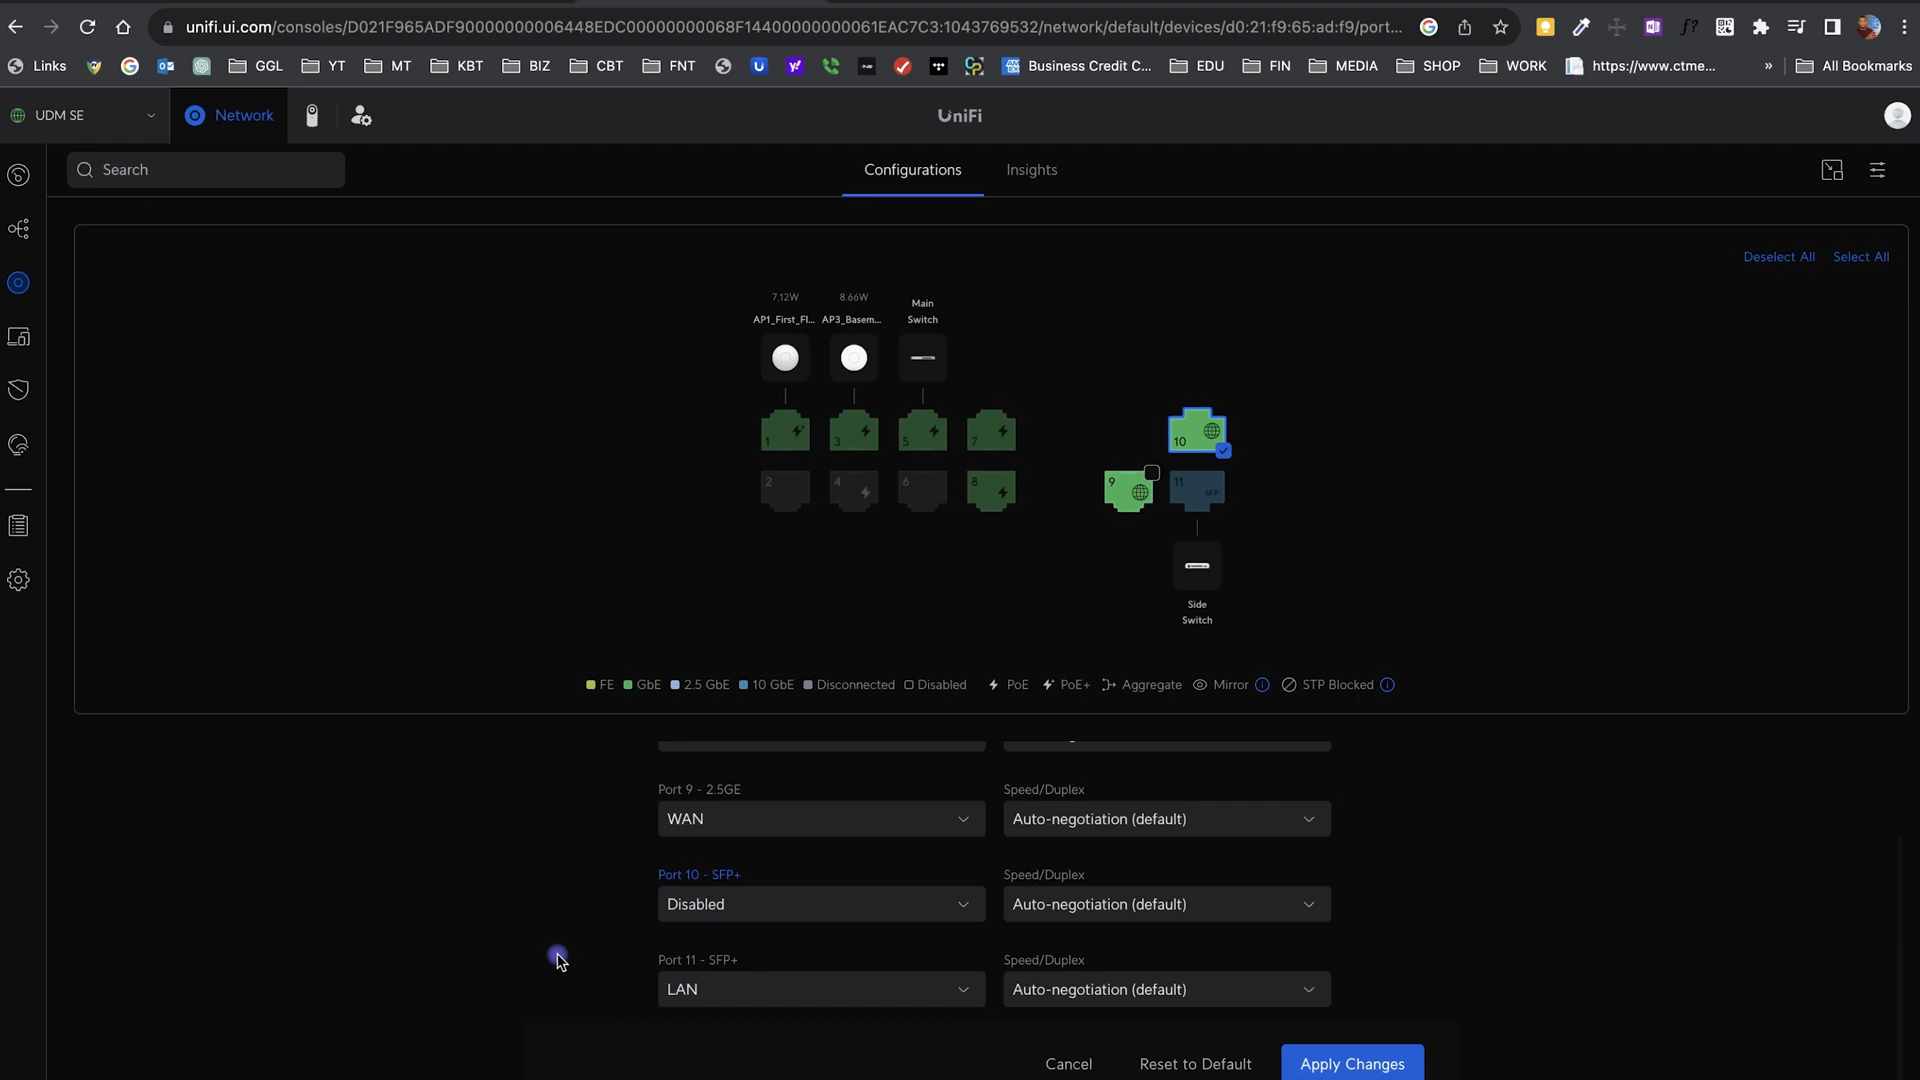 unifi.ui.com/consoles/D021F965ADF90000000006448EDC00000000068F14400000000061EAC7C3:1043769532/network/default/devices/d0:21:f9:65:ad:f9/port...
Links
GGL
YT
MT
KBT
BIZ
CBT
FNT
Business Credit C...
EDU
FIN
MEDIA
SHOP
WORK
https://www.ctme...
»
All Bookmarks
UDM SE
Network
UniFi
Search
Configurations
Insights
Deselect All
Select All
7.12W
8.66W
Main
Switch
AP1_First_Fl...
AP3_Basem...
1
3
5
7
10
2
4
6
8
9
11
SFP
Side
Switch
FE
GbE
2.5 GbE
10 GbE
Disconnected
Disabled
PoE
PoE+
Aggregate
Mirror
STP Blocked
Port 9 - 2.5GE
Speed/Duplex
WAN
Auto-negotiation (default)
Port 10 - SFP+
Speed/Duplex
Disabled
Auto-negotiation (default)
Port 11 - SFP+
Speed/Duplex
LAN
Auto-negotiation (default)
Cancel
Reset to Default
Apply Changes